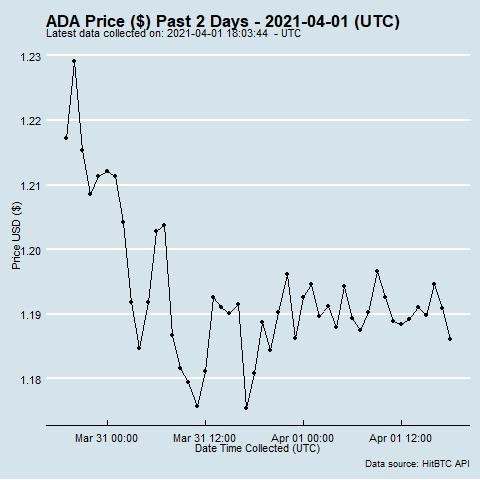 ADA Price ($) Past 2 Days - 2021-04-01 (UTC)
Latest data collected on: 2021-04-01 18:03:44 - UTC
1.23
1.22
1.21
1.20
1.19
1.18
Price USD ($)
Mar 31 00:00 Mar 31 12:00 Apr 01 00:00 Apr 01 12:00
Date Time Collected (UTC)
Data source: HitBTC API